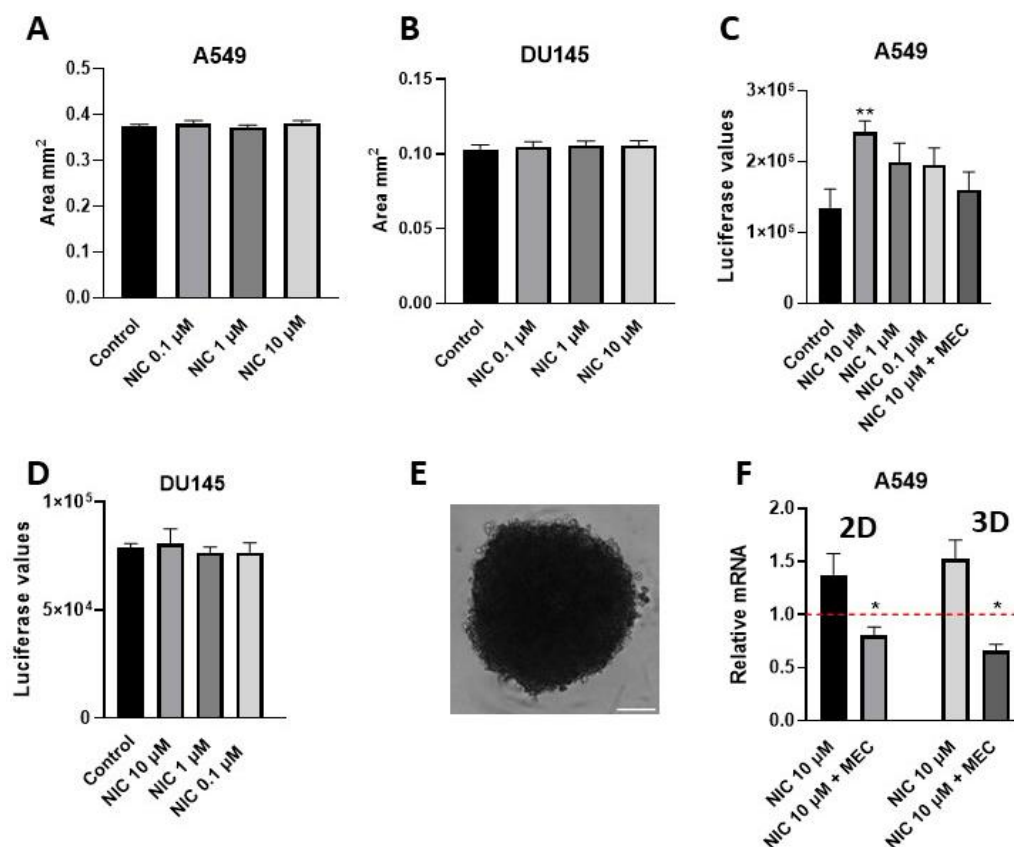 A
A549
Area mm²
0.5
0.4
0.3
0.2
0.1
0.0
Control
NIC 0.1 µM
NIC 1 µM
NIC 10 µM
B
DU145
Area mm²
0.15
0.10
0.05
0.00
Control
NIC 0.1 µM
NIC 1 µM
NIC 10 µM
C
A549
Luciferase values
3×10⁵
2×10⁵
1×10⁵
0
**
Control
NIC 10 µM
NIC 1 µM
NIC 0.1 µM
NIC 10 µM + MEC
D
DU145
Luciferase values
1×10⁵
5×10⁴
0
Control
NIC 10 µM
NIC 1 µM
NIC 0.1 µM
E
F
A549
Relative mRNA
2.0
1.5
1.0
0.5
0.0
2D
3D
*
*
NIC 10 µM
NIC 10 µM + MEC
NIC 10 µM
NIC 10 µM + MEC